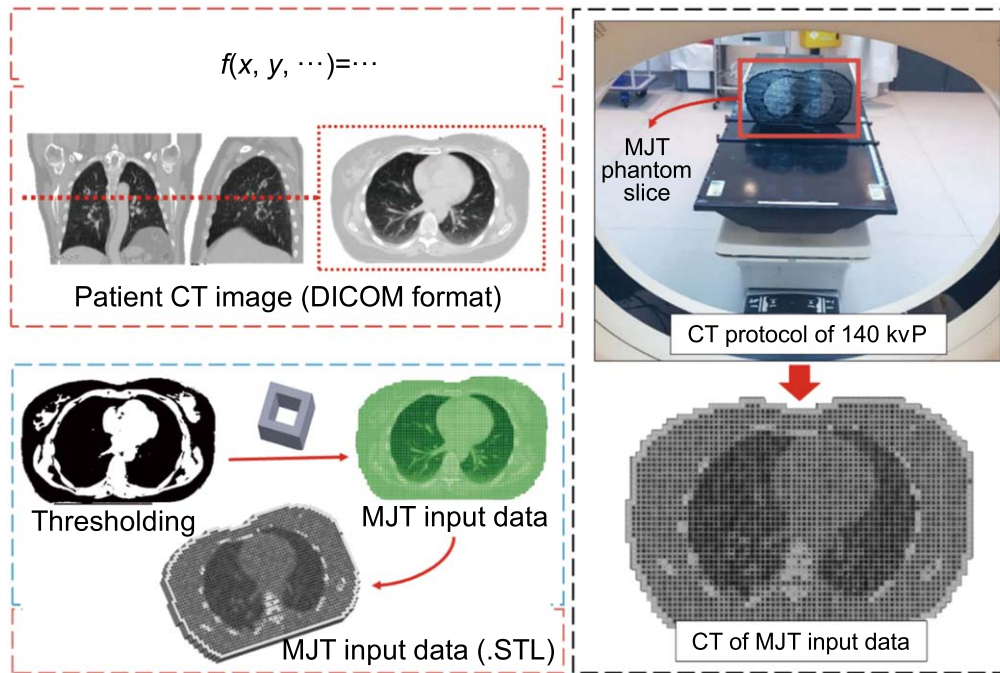 f(x, y, ···)=···
Patient CT image (DICOM format)
Thresholding
MJT input data
MJT input data (.STL)
MJT
phantom
slice
CT protocol of 140 kvP
CT of MJT input data